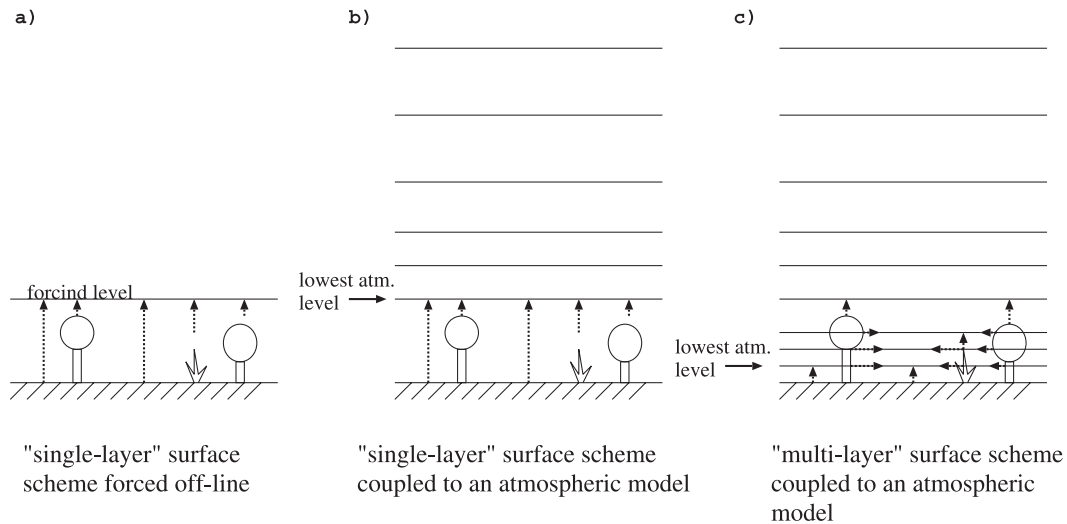 a)
b)
c)
forcind level
lowest atm.
level
lowest atm.
level
"single-layer" surface
scheme forced off-line
"single-layer" surface scheme
coupled to an atmospheric model
"multi-layer" surface scheme
coupled to an atmospheric
model